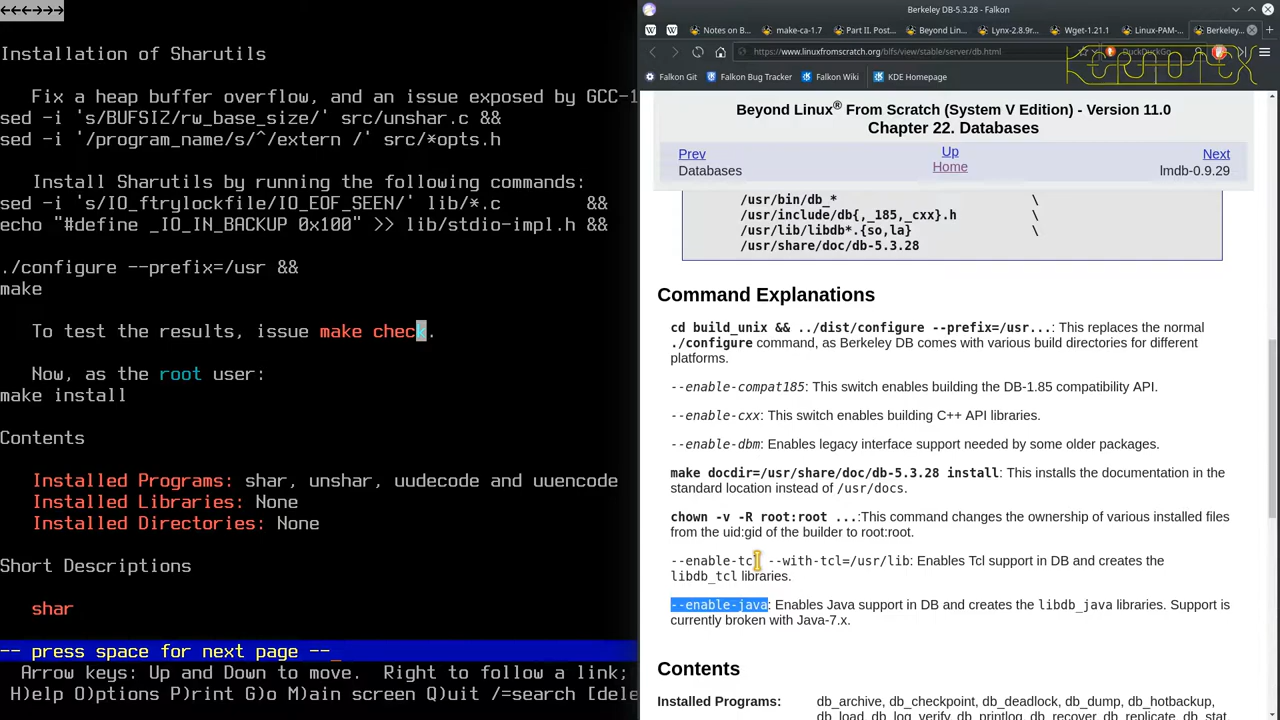 ←←←→→→
Installation of Sharutils
Fix a heap buffer overflow, and an issue exposed by GCC-1
sed -i 's/BUFSIZ/rw_base_size/' src/unshar.c &&
sed -i '/program_name/s/^/extern /' src/*opts.h
Install Sharutils by running the following commands:
sed -i 's/IO_ftrylockfile/IO_EOF_SEEN/' lib/*.c        &&
echo "#define _IO_IN_BACKUP 0x100" >> lib/stdio-impl.h &&
./configure --prefix=/usr &&
make
To test the results, issue make check.
Now, as the root user:
make install
Contents
Installed Programs: shar, unshar, uudecode and uuencode
Installed Libraries: None
Installed Directories: None
Short Descriptions
shar
-- press space for next page --
Arrow keys: Up and Down to move.  Right to follow a link;
H)elp O)ptions P)rint G)o M)ain screen Q)uit /=search [dele
Berkeley DB-5.3.28 - Falkon
Notes on B... make-ca-1.7 Part II. Post... Beyond Lin... Lynx-2.8.9r... Wget-1.21.1 Linux-PAM-... Berkeley...
https://www.linuxfromscratch.org/blfs/view/stable/server/db.html DuckDuckGo
Falkon Git Falkon Bug Tracker Falkon Wiki KDE Homepage
Beyond Linux® From Scratch (System V Edition) - Version 11.0
Chapter 22. Databases
Prev Up Next
Databases Home lmdb-0.9.29
/usr/bin/db_* \
/usr/include/db{,_185,_cxx}.h \
/usr/lib/libdb*.{so,la} \
/usr/share/doc/db-5.3.28
Command Explanations
cd build_unix && ../dist/configure --prefix=/usr...: This replaces the normal
./configure command, as Berkeley DB comes with various build directories for different
platforms.
--enable-compat185: This switch enables building the DB-1.85 compatibility API.
--enable-cxx: This switch enables building C++ API libraries.
--enable-dbm: Enables legacy interface support needed by some older packages.
make docdir=/usr/share/doc/db-5.3.28 install: This installs the documentation in the
standard location instead of /usr/docs.
chown -v -R root:root ...:This command changes the ownership of various installed files
from the uid:gid of the builder to root:root.
--enable-tcl --with-tcl=/usr/lib: Enables Tcl support in DB and creates the
libdb_tcl libraries.
--enable-java: Enables Java support in DB and creates the libdb_java libraries. Support is
currently broken with Java-7.x.
Contents
Installed Programs: db_archive, db_checkpoint, db_deadlock, db_dump, db_hotbackup,
db_load, db_log_verify, db_printlog, db_recover, db_replicate, db_stat,